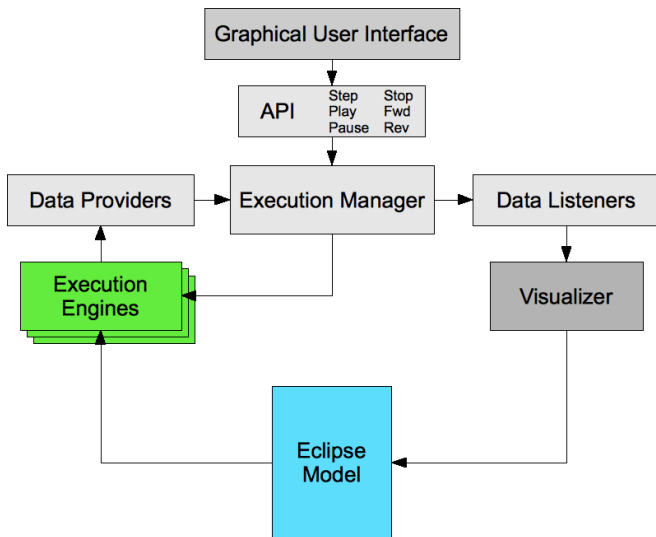 Graphical User Interface
API
Step Stop
Play Fwd
Pause Rev
Data Providers
Execution Manager
Data Listeners
Execution
Engines
Visualizer
Eclipse
Model